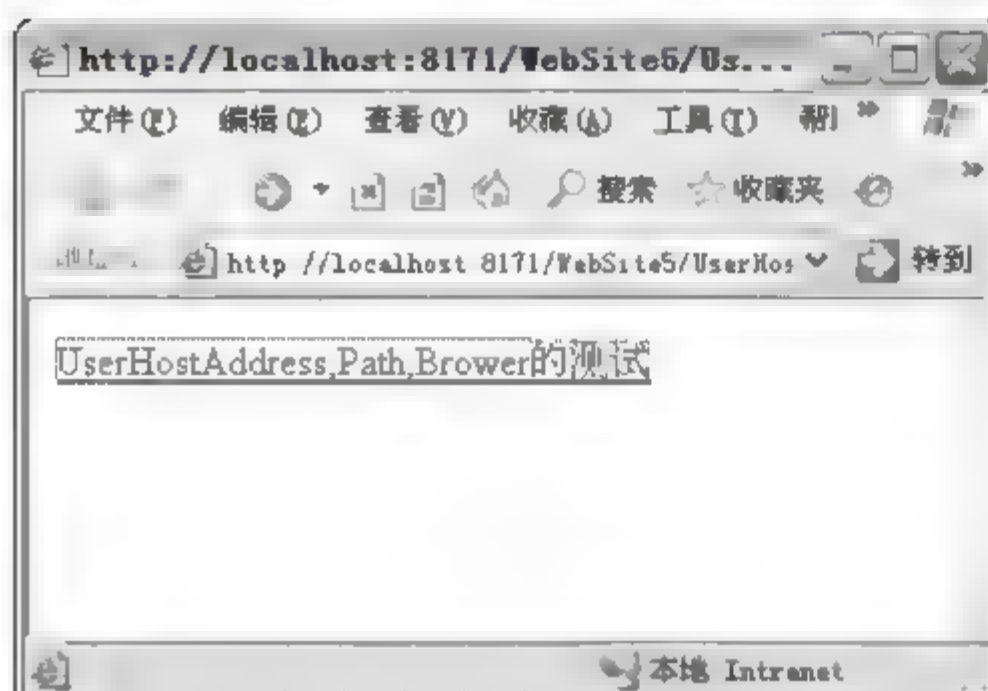 http://localhost:8171/WebSite5/Us...
文件(F) 编辑(E) 查看(V) 收藏(A) 工具(T) »
搜索 收藏夹 »
http //localhost 8171/WebSite5/UserHos 转到
UserHostAddress,Path,Brower的测试
本地 Intranet